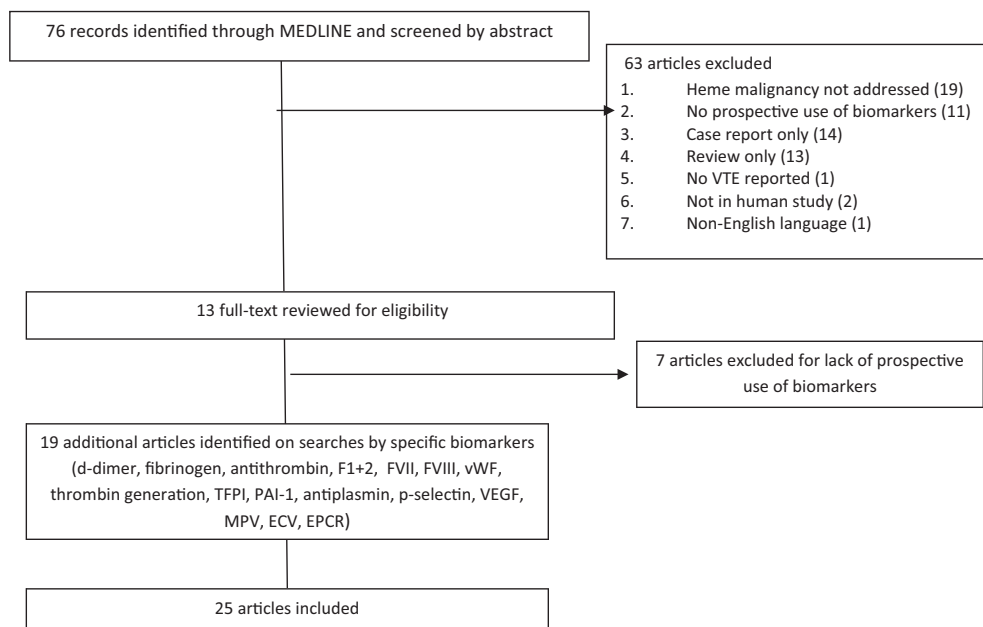 76 records identified through MEDLINE and screened by abstract
63 articles excluded
1. Heme malignancy not addressed (19)
2. No prospective use of biomarkers (11)
3. Case report only (14)
4. Review only (13)
5. No VTE reported (1)
6. Not in human study (2)
7. Non-English language (1)
13 full-text reviewed for eligibility
7 articles excluded for lack of prospective
use of biomarkers
19 additional articles identified on searches by specific biomarkers
(d-dimer, fibrinogen, antithrombin, F1+2, FVII, FVIII, vWF,
thrombin generation, TFPI, PAI-1, antiplasmin, p-selectin, VEGF,
MPV, ECV, EPCR)
25 articles included